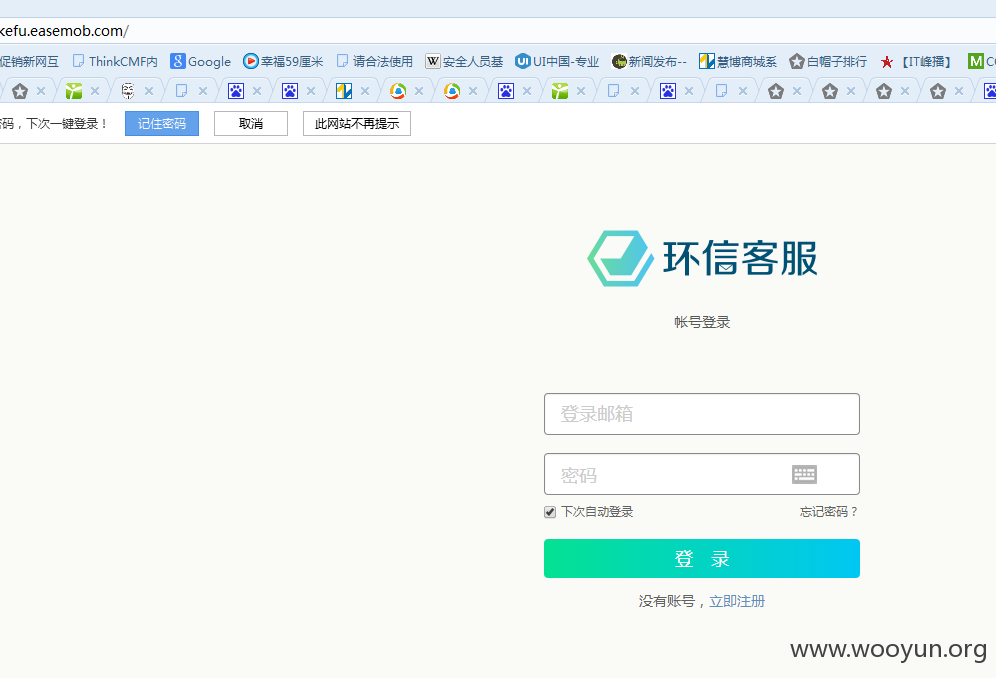 kefu.easemob.com/
促销新网互 ThinkCMF内 Google 幸福59厘米 请合法使用 安全人员基 UI中国-专业 新闻发布-- 慧博商城系 白帽子排行 【IT峰播】
密码，下次一键登录！ 记住密码 取消 此网站不再提示
环信客服
帐号登录
登录邮箱
密码
下次自动登录 忘记密码？
登 录
没有账号，立即注册
www.wooyun.org